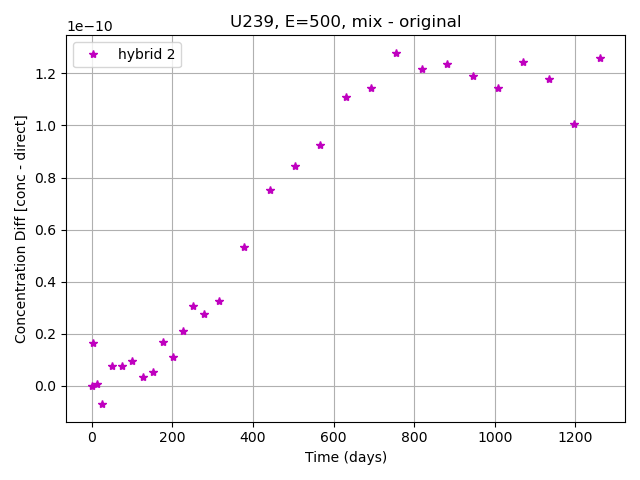 U239, E=500, mix - original
1e−10
hybrid 2
1.2
1.0
0.8
0.6
0.4
0.2
0.0
Concentration Diff [conc - direct]
0
200
400
600
800
1000
1200
Time (days)